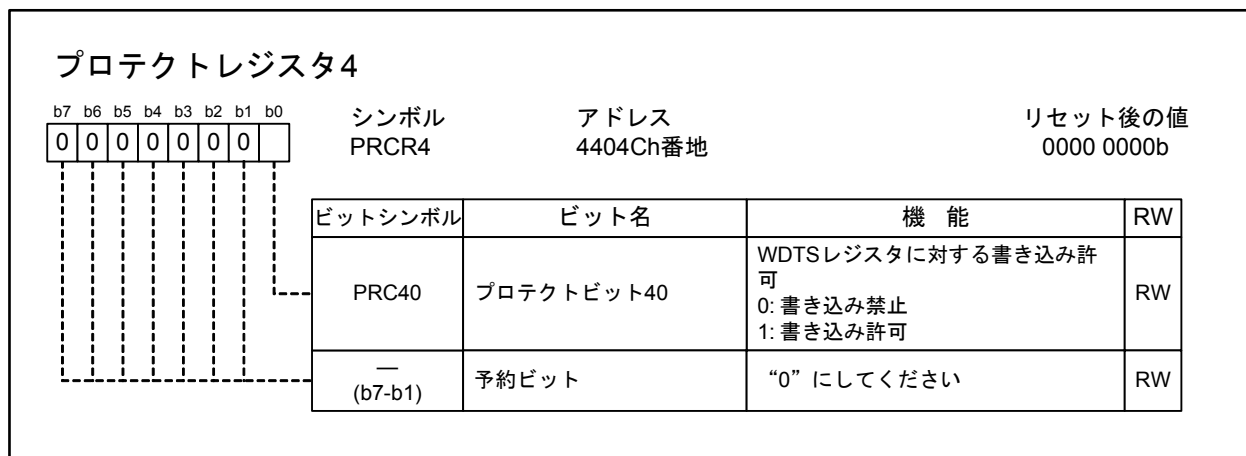 プロテクトレジスタ4
b7 b6 b5 b4 b3 b2 b1 b0
0 0 0 0 0 0 0
シンボル アドレス リセット後の値
PRCR4 4404Ch番地 0000 0000b
ビットシンボル ビット名 機 能 RW
PRC40 プロテクトビット40 WDTSレジスタに対する書き込み許
可
0: 書き込み禁止
1: 書き込み許可 RW
—
(b7-b1) 予約ビット “0”にしてください RW